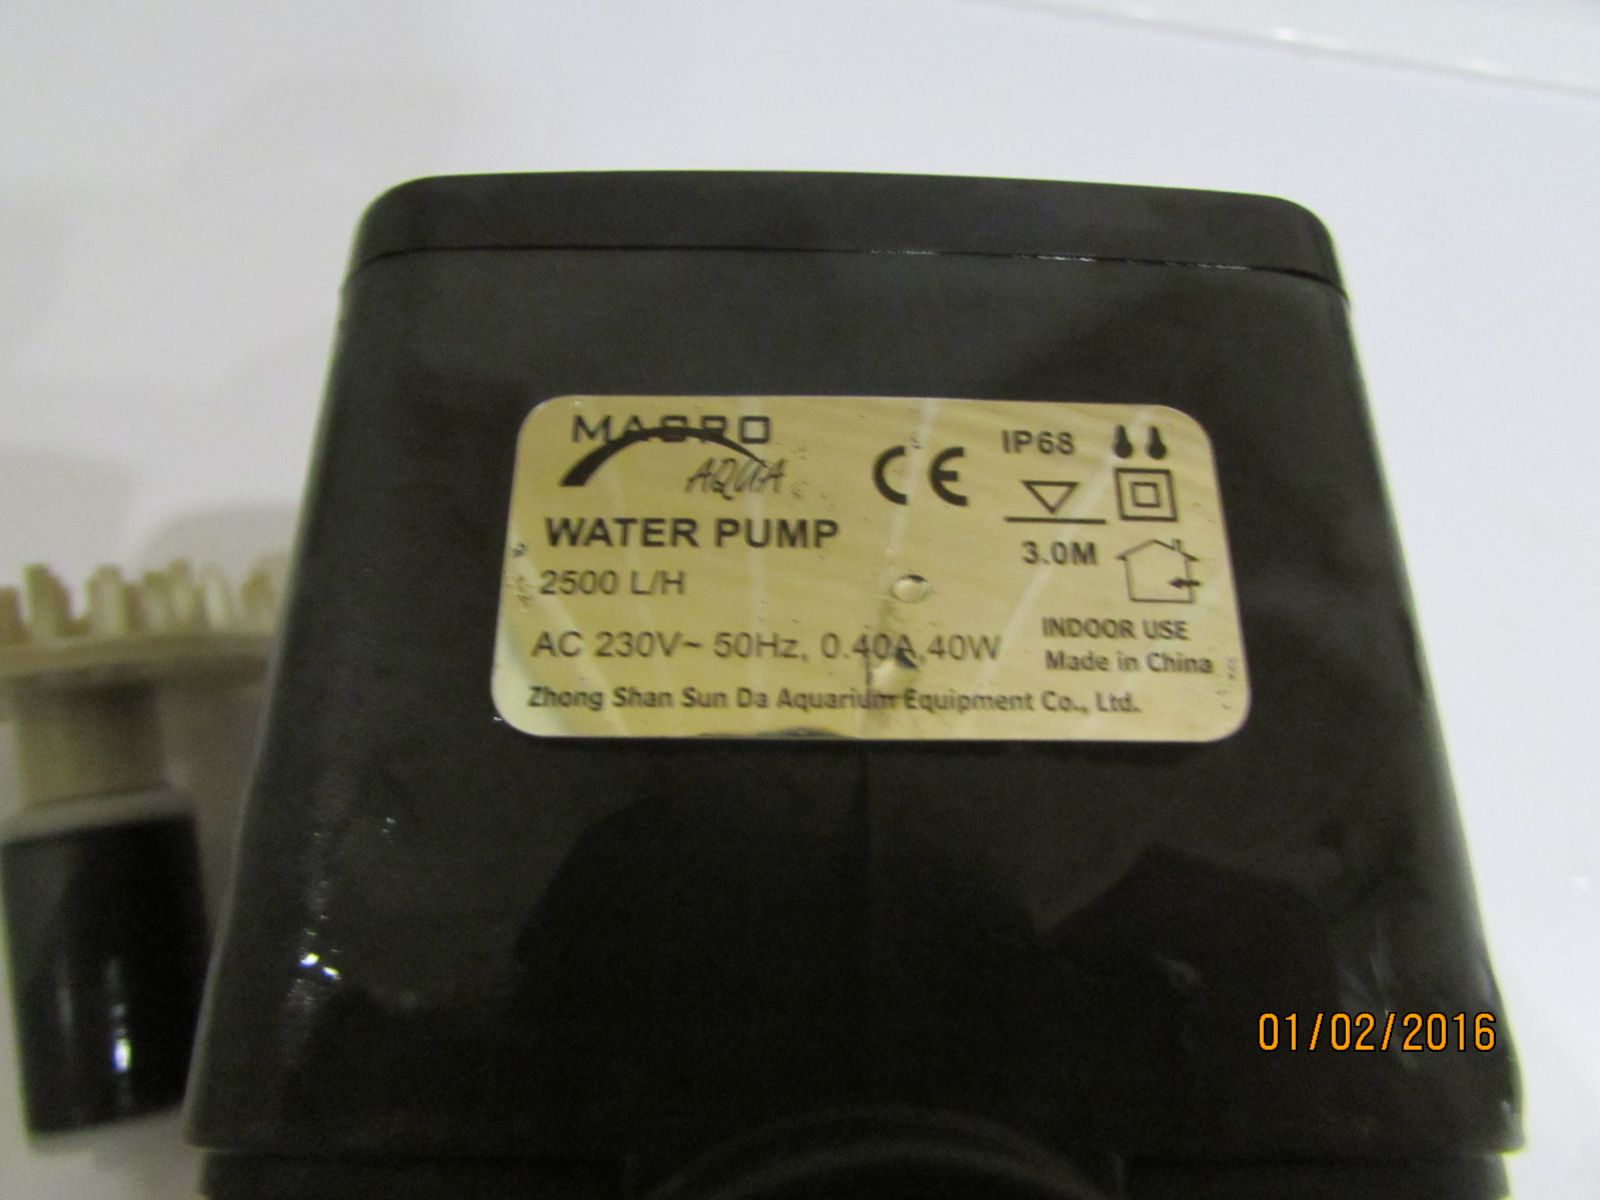 MACRO
AQUA
WATER PUMP
2500 L/H
AC 230V~ 50Hz, 0.40A,40W
Zhong Shan Sun Da Aquarium Equipment Co., Ltd.
CE
IP68
3.0M
INDOOR USE
Made in China
01/02/2016